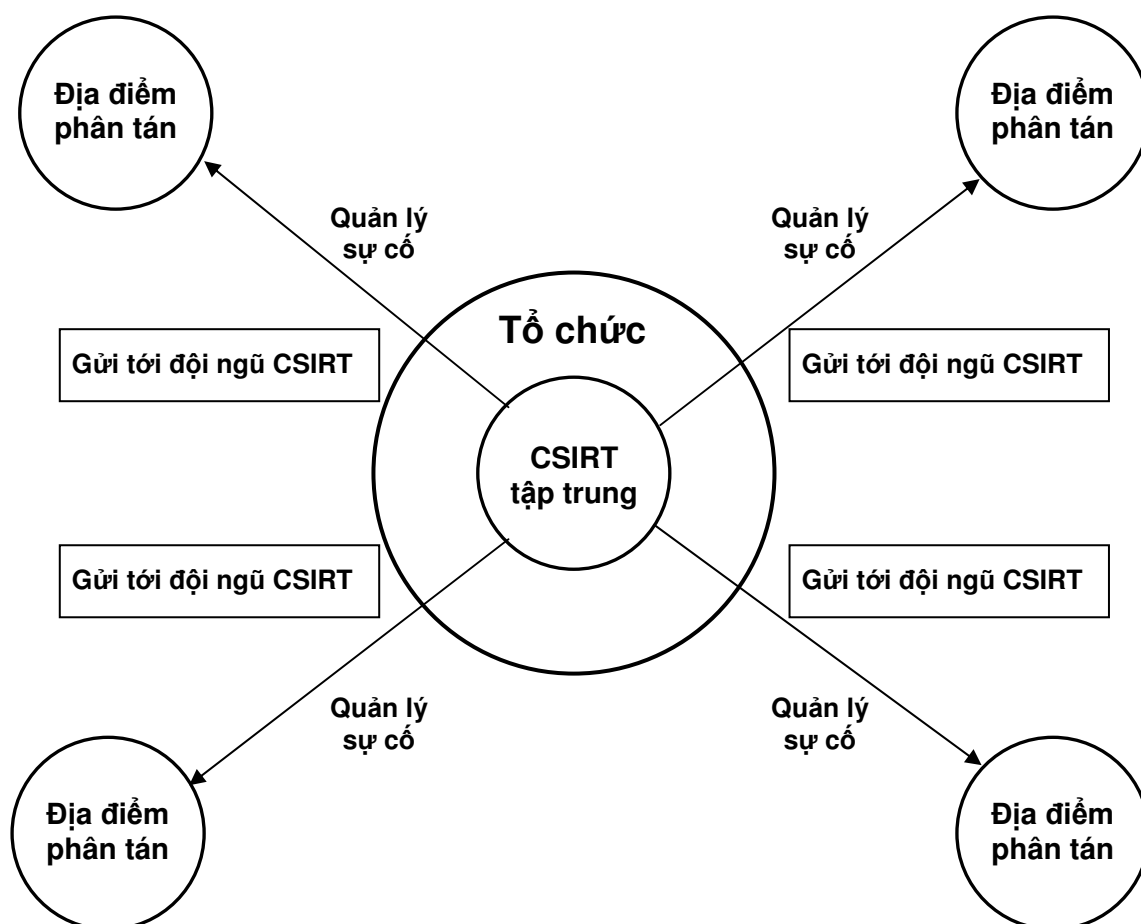 Địa điểm
phân tán
Địa điểm
phân tán
Quản lý
sự cố
Quản lý
sự cố
Tổ chức
Gửi tới đội ngũ CSIRT
Gửi tới đội ngũ CSIRT
CSIRT
tập trung
Gửi tới đội ngũ CSIRT
Gửi tới đội ngũ CSIRT
Quản lý
sự cố
Quản lý
sự cố
Địa điểm
phân tán
Địa điểm
phân tán